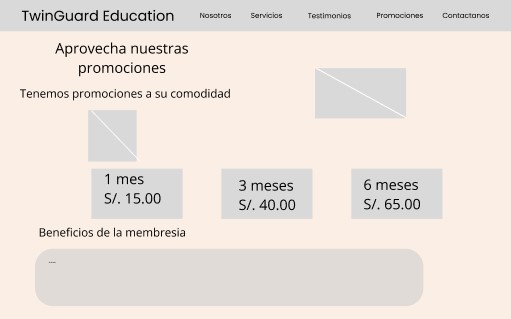 TwinGuard Education
Nosotros
Servicios
Testimonios
Promociones
Contactanos
Aprovecha nuestras
promociones
Tenemos promociones a su comodidad
1 mes
S/. 15.00
3 meses
S/. 40.00
6 meses
S/. 65.00
Beneficios de la membresia
....